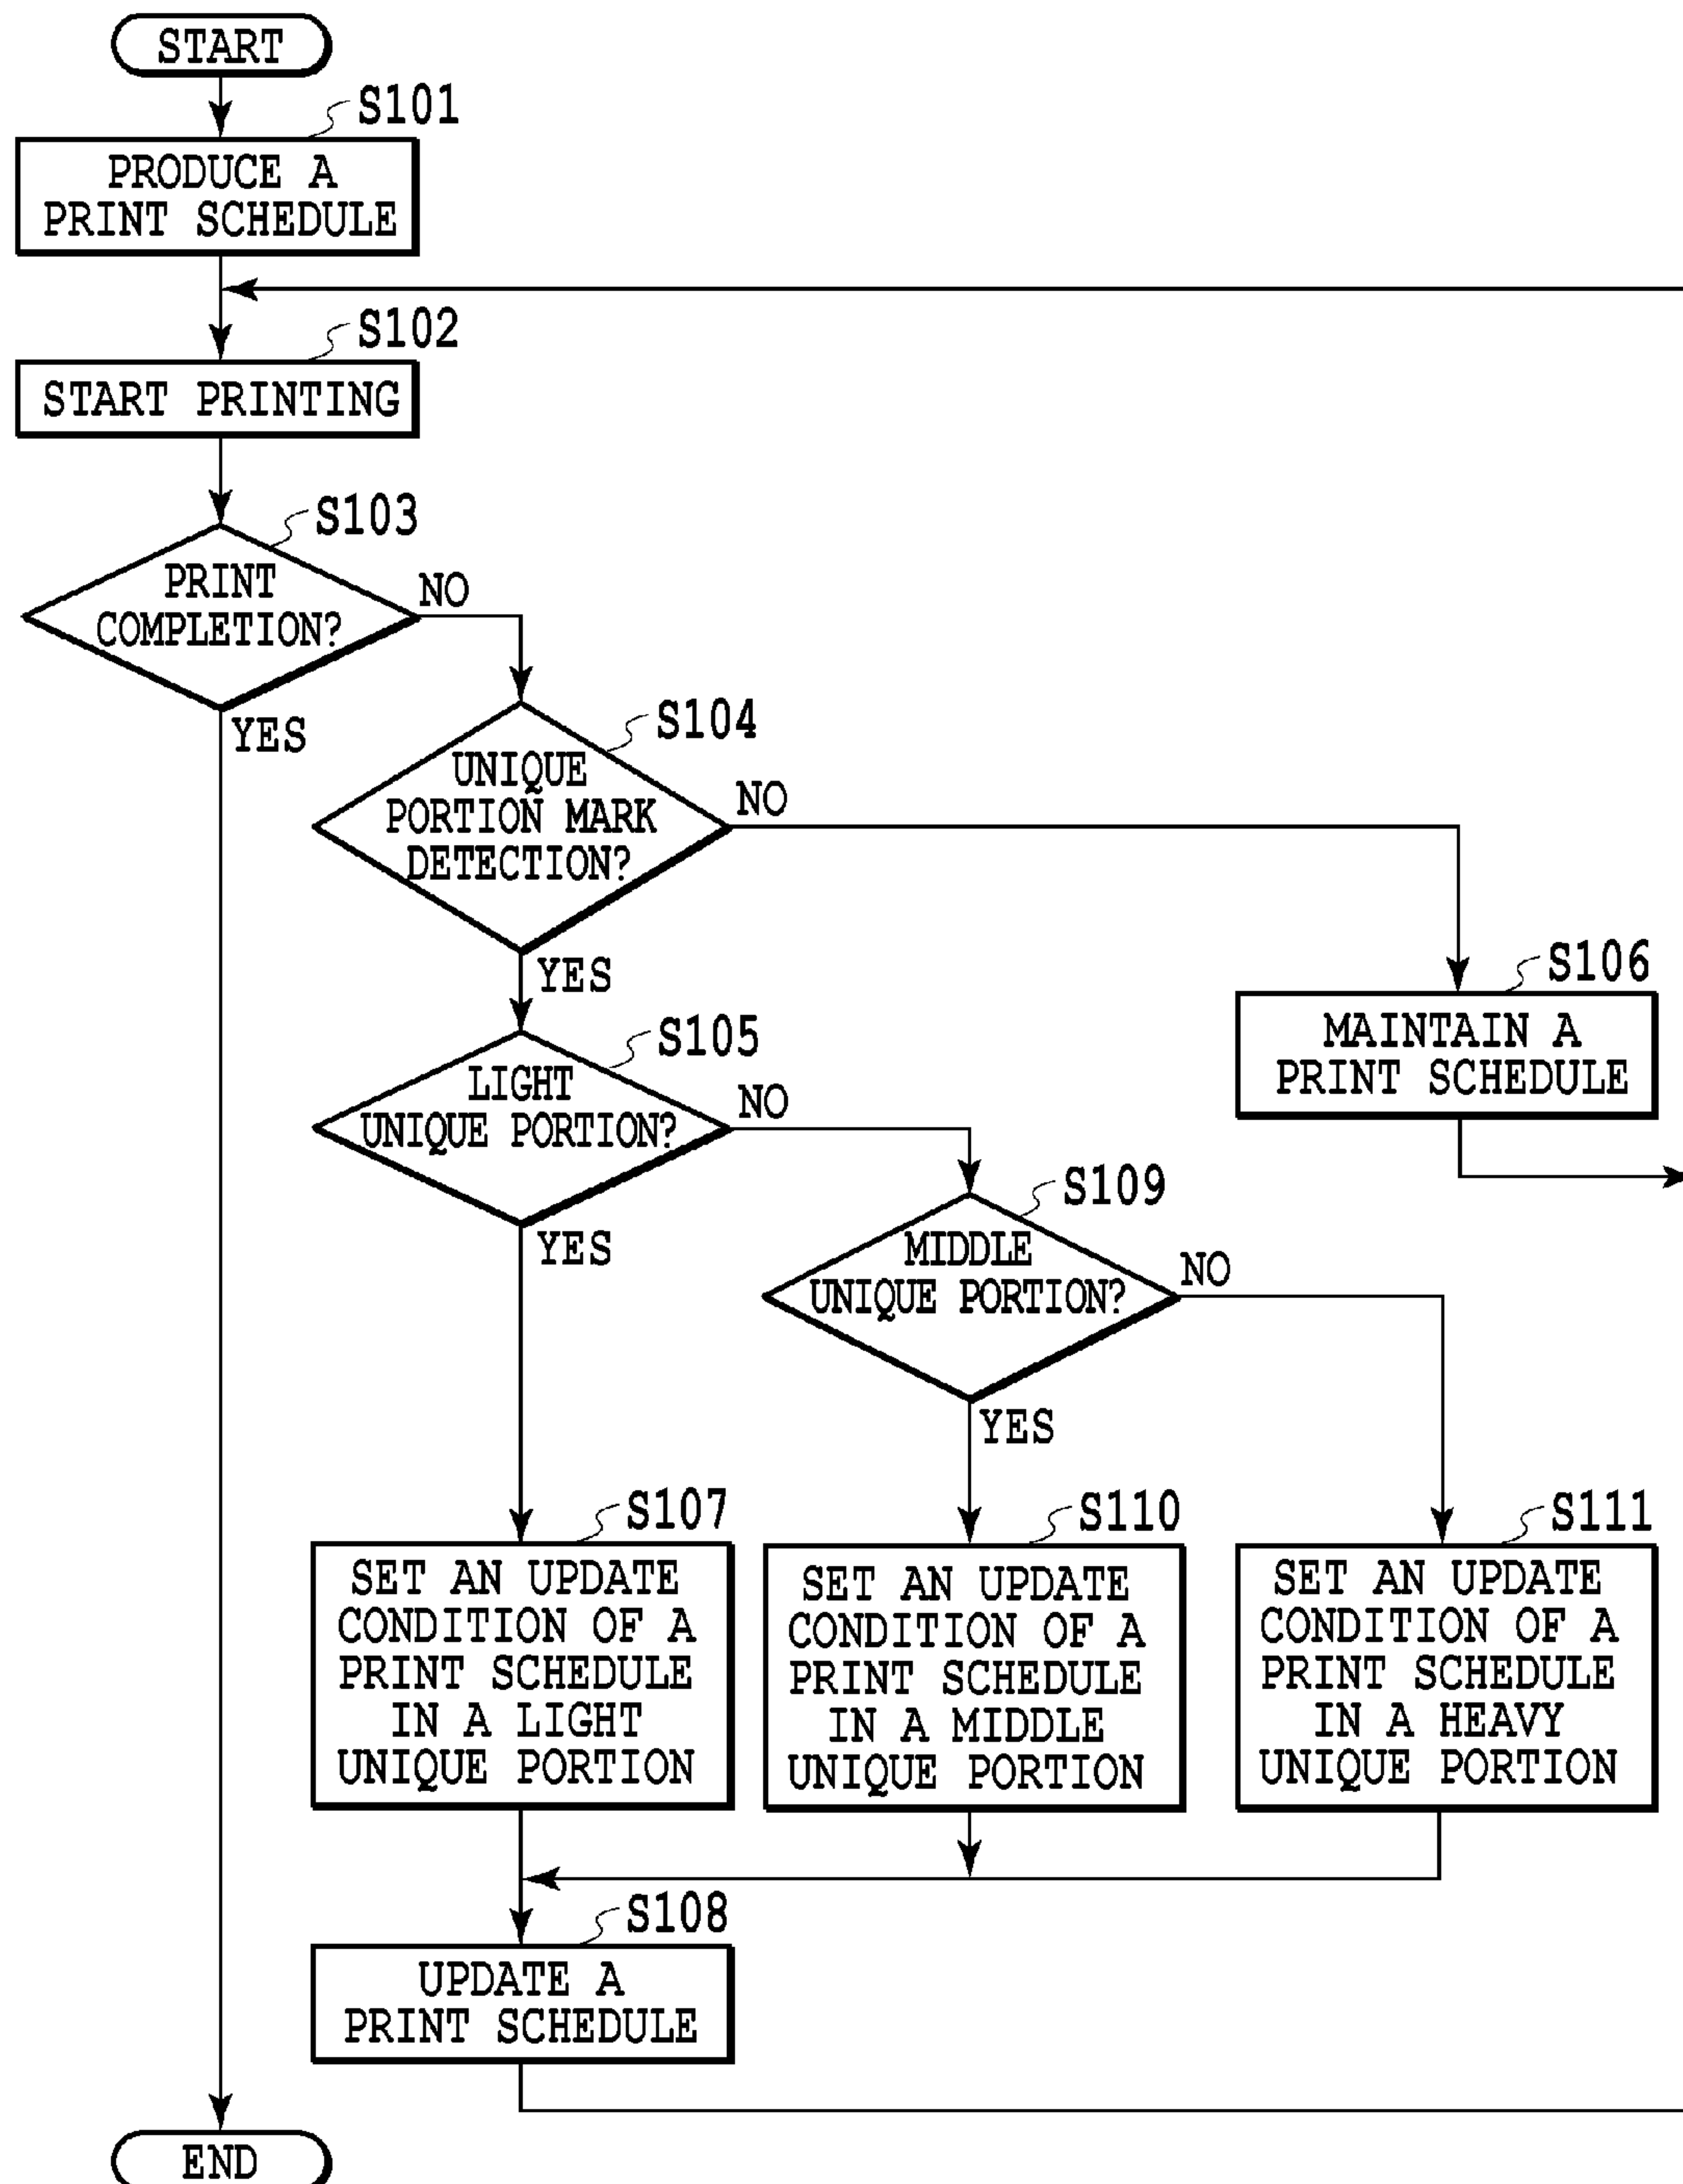 START
S101
PRODUCE A
PRINT SCHEDULE
S102
START PRINTING
S103
PRINT
COMPLETION?
NO
YES
S104
UNIQUE
PORTION MARK
DETECTION?
NO
YES
S106
MAINTAIN A
PRINT SCHEDULE
S105
LIGHT
UNIQUE PORTION?
NO
YES
S109
MIDDLE
UNIQUE PORTION?
NO
YES
S107
SET AN UPDATE
CONDITION OF A
PRINT SCHEDULE
IN A LIGHT
UNIQUE PORTION
S110
SET AN UPDATE
CONDITION OF A
PRINT SCHEDULE
IN A MIDDLE
UNIQUE PORTION
S111
SET AN UPDATE
CONDITION OF A
PRINT SCHEDULE
IN A HEAVY
UNIQUE PORTION
S108
UPDATE A
PRINT SCHEDULE
END